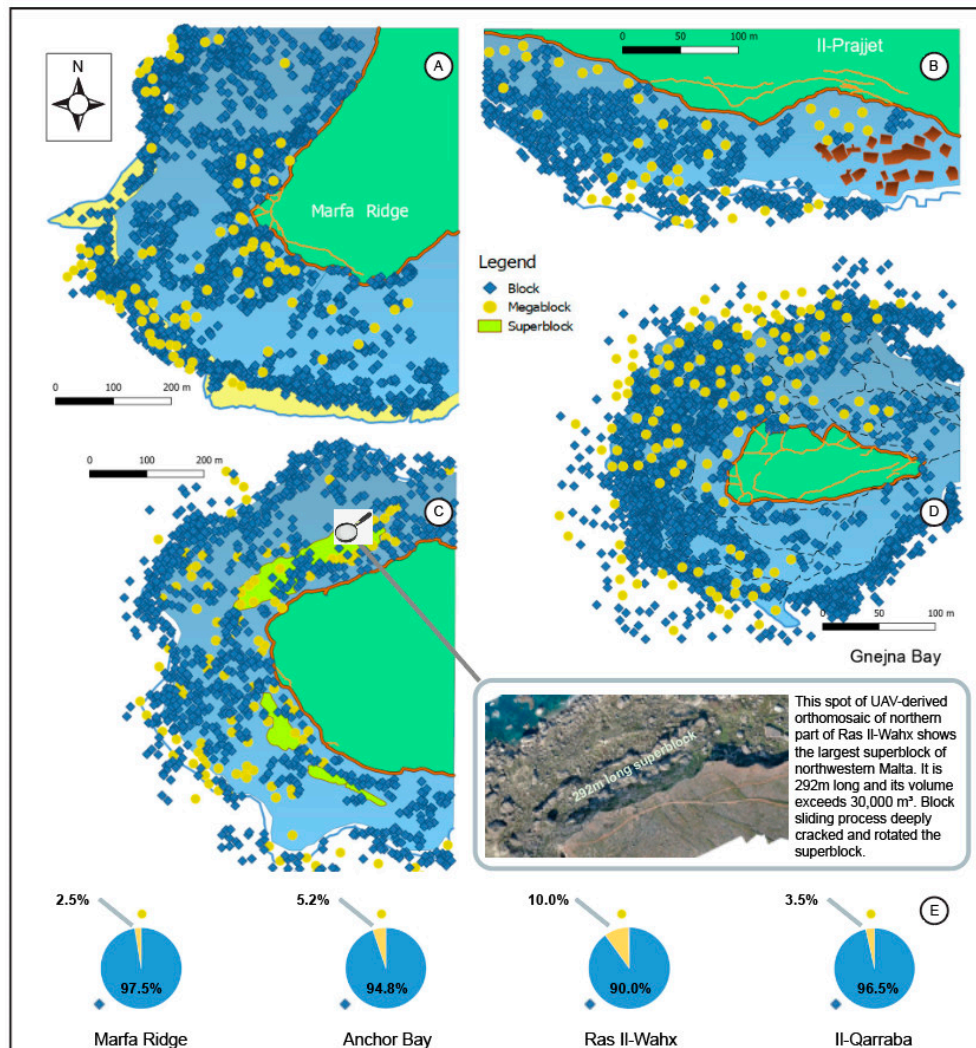 N
A
Marfa Ridge
0 100 200 m
0 50 100 m
Il-Prajjet
B
Legend
Block
Megablock
Superblock
0 100 200 m
C
D
0 50 100 m
Gnejna Bay
292m long superblock
This spot of UAV-derived
orthomosaic of northern
part of Ras Il-Wahx shows
the largest superblock of
northwestern Malta. It is
292m long and its volume
exceeds 30,000 m³. Block
sliding process deeply
cracked and rotated the
superblock.
E
2.5% 5.2% 10.0% 3.5%
97.5% 94.8% 90.0% 96.5%
Marfa Ridge Anchor Bay Ras Il-Wahx Il-Qarraba